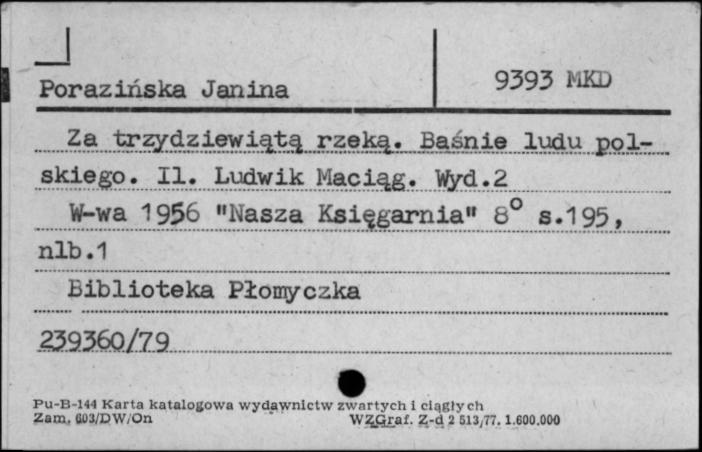 Porazińska Janina
9393 MKD
Za trzydziewiątą rzeką. Baśnie ludu pol-
skiego. Il. Ludwik Maciąg. Wyd.2
W-wa 1956 "Nasza Księgarnia" 8° s.195,
nlb.1
Biblioteka Płomyczka
239360/79
Pu-B-144 Karta katalogowa wydawnictw zwartych i ciągłych
Zam. 603/DW/On WZGraf. Z-d 2 513/77. 1.600.000